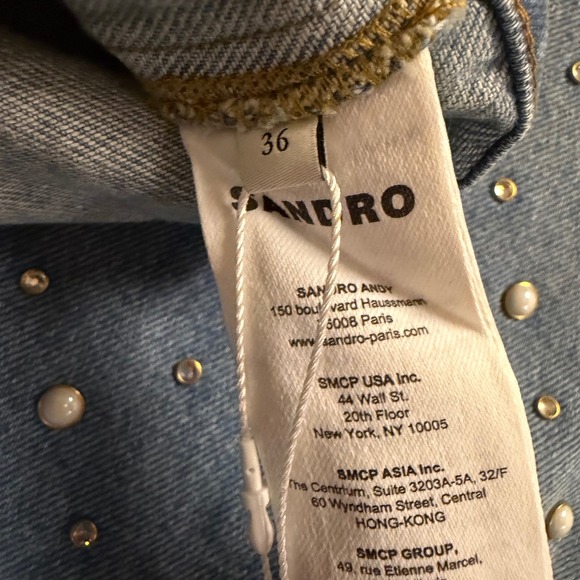 36
SANDRO
SANDRO ANDY
150 boulevard Haussmann
75008 Paris
www.sandro-paris.com
SMCP USA Inc.
44 Wall St.
20th Floor
New York, NY 10005
SMCP ASIA Inc.
The Centrium, Suite 3203A-5A, 32/F
60 Wyndham Street, Central
HONG-KONG
SMCP GROUP,
49, rue Etienne Marcel,